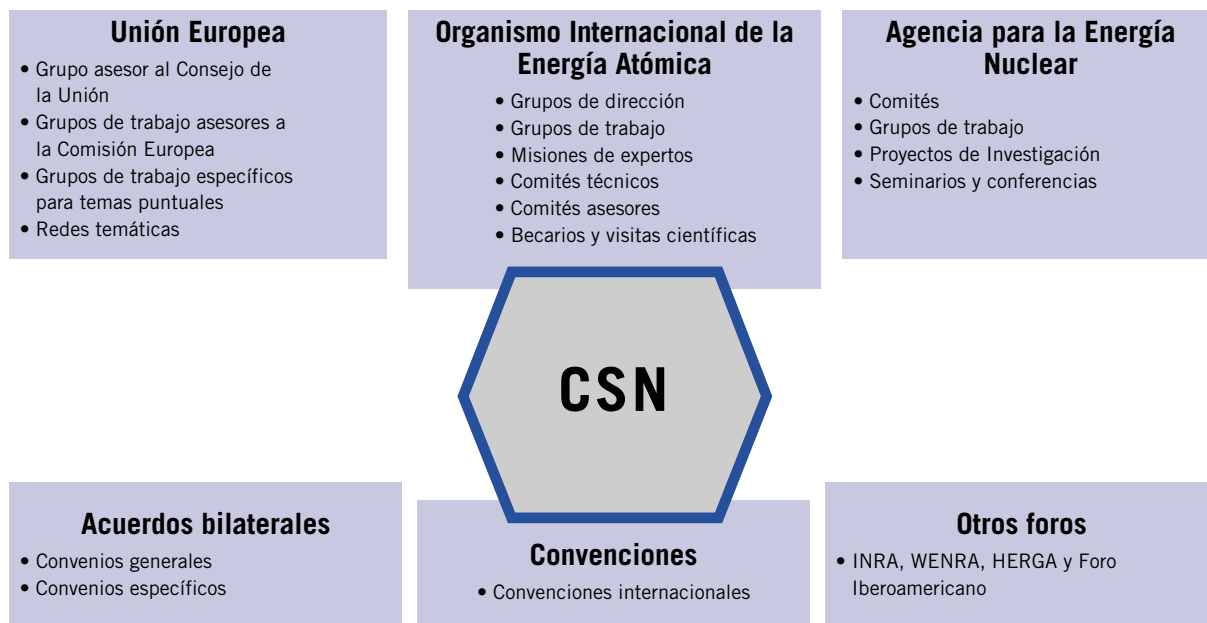 Unión Europea
• Grupo asesor al Consejo de
la Unión
• Grupos de trabajo asesores a
la Comisión Europea
• Grupos de trabajo específicos
para temas puntuales
• Redes temáticas
Organismo Internacional de la
Energía Atómica
• Grupos de dirección
• Grupos de trabajo
• Misiones de expertos
• Comités técnicos
• Comités asesores
• Becarios y visitas científicas
Agencia para la Energía
Nuclear
• Comités
• Grupos de trabajo
• Proyectos de Investigación
• Seminarios y conferencias
CSN
Acuerdos bilaterales
• Convenios generales
• Convenios específicos
Convenciones
• Convenciones internacionales
Otros foros
• INRA, WENRA, HERGA y Foro
Iberoamericano